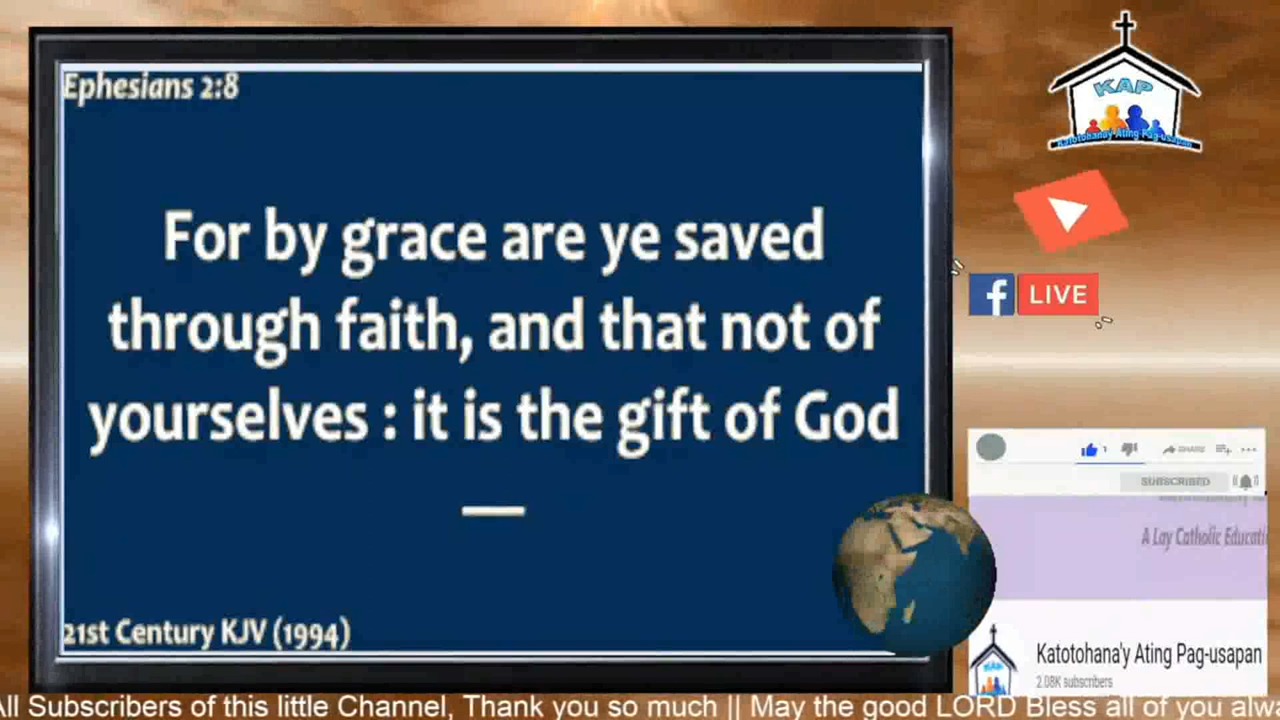 Ephesians 2:8
For by grace are ye saved
through faith, and that not of
yourselves : it is the gift of God
—
21st Century KJV (1994)
KAP
Katotohana'y Ating Pag-usapan
LIVE
SHARE
SUBSCRIBED
A Lay Catholic Educati
KAP
Katotohana'y Ating Pag-usapan
2.08K subscribers
All Subscribers of this little Channel, Thank you so much || May the good LORD Bless all of you alwa